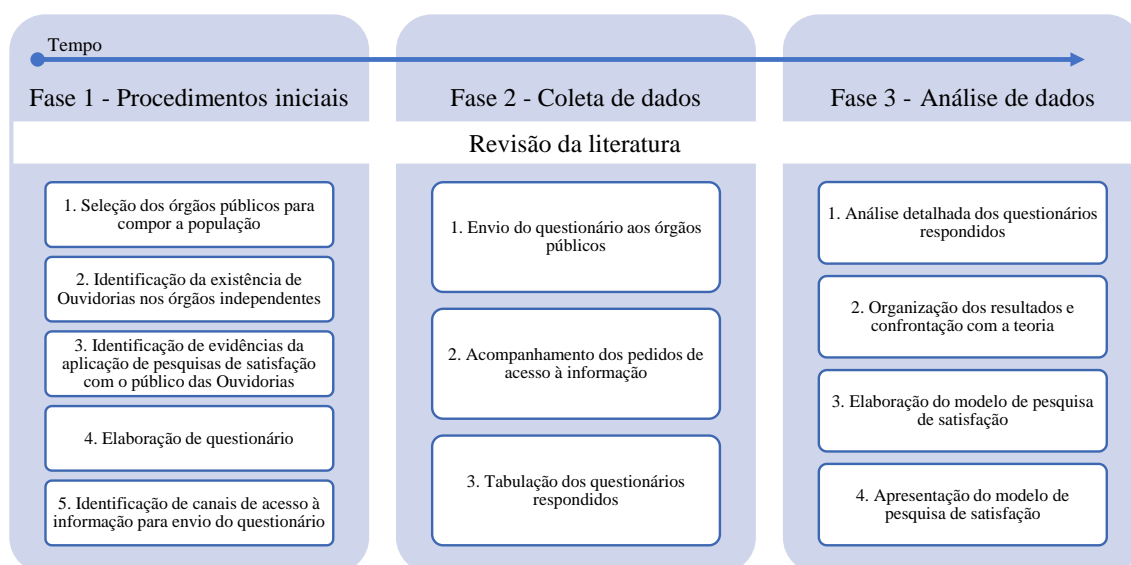 Tempo
Fase 1 - Procedimentos iniciais
Fase 2 - Coleta de dados
Fase 3 - Análise de dados
Revisão da literatura
1. Seleção dos órgãos públicos para
compor a população
2. Identificação da existência de
Ouvidorias nos órgãos independentes
3. Identificação de evidências da
aplicação de pesquisas de satisfação
com o público das Ouvidorias
4. Elaboração de questionário
5. Identificação de canais de acesso à
informação para envio do questionário
1. Envio do questionário aos órgãos
públicos
2. Acompanhamento dos pedidos de
acesso à informação
3. Tabulação dos questionários
respondidos
1. Análise detalhada dos questionários
respondidos
2. Organização dos resultados e
confrontação com a teoria
3. Elaboração do modelo de pesquisa
de satisfação
4. Apresentação do modelo de
pesquisa de satisfação